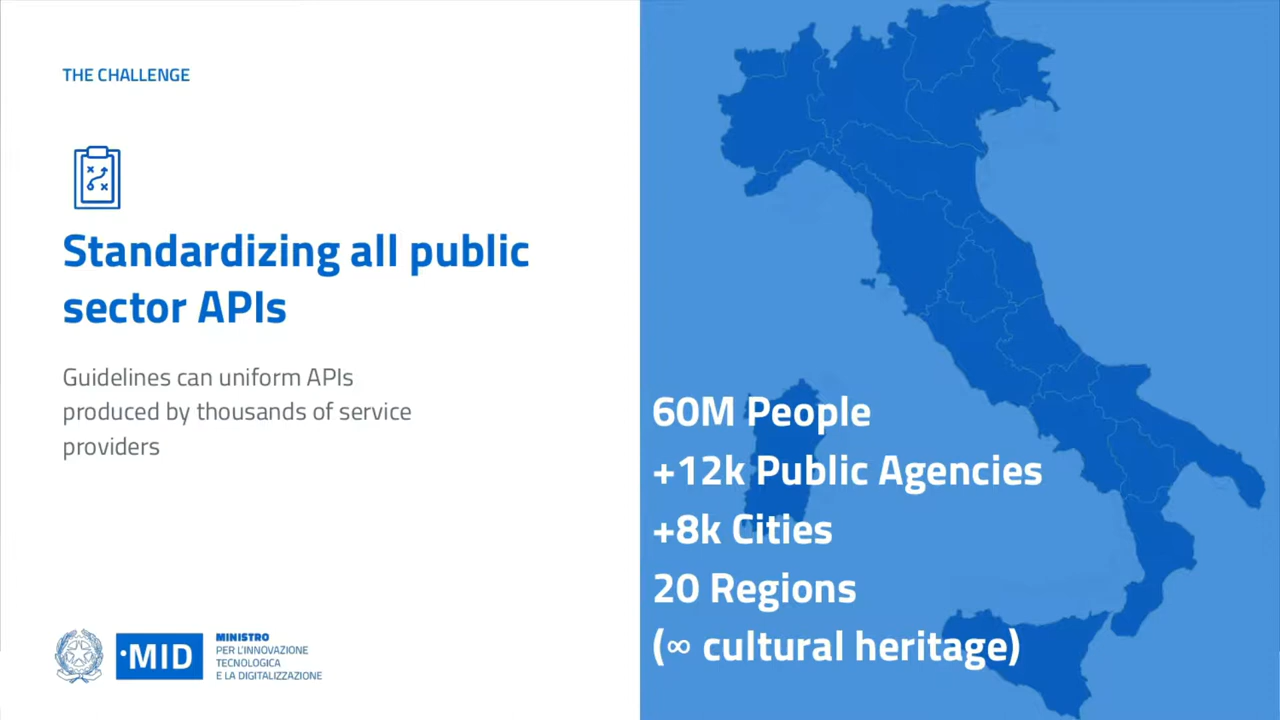 THE CHALLENGE
Standardizing all public
sector APIs
Guidelines can uniform APIs
produced by thousands of service
providers
60M People
+12k Public Agencies
+8k Cities
20 Regions
(∞ cultural heritage)
·MID
MINISTRO
PER L'INNOVAZIONE
TECNOLOGICA
E LA DIGITALIZZAZIONE